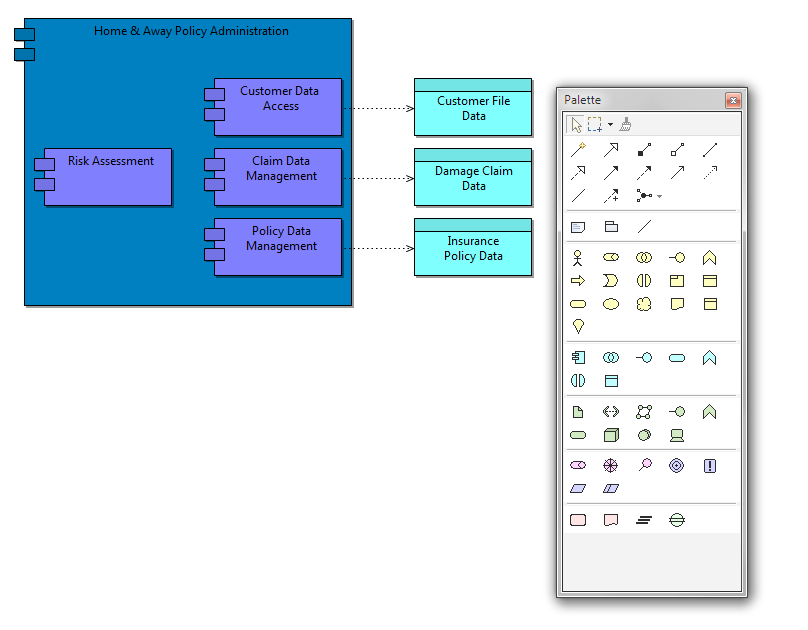 Home & Away Policy Administration
Customer Data
Access
Customer File
Data
Risk Assessment
Claim Data
Management
Damage Claim
Data
Policy Data
Management
Insurance
Policy Data
Palette